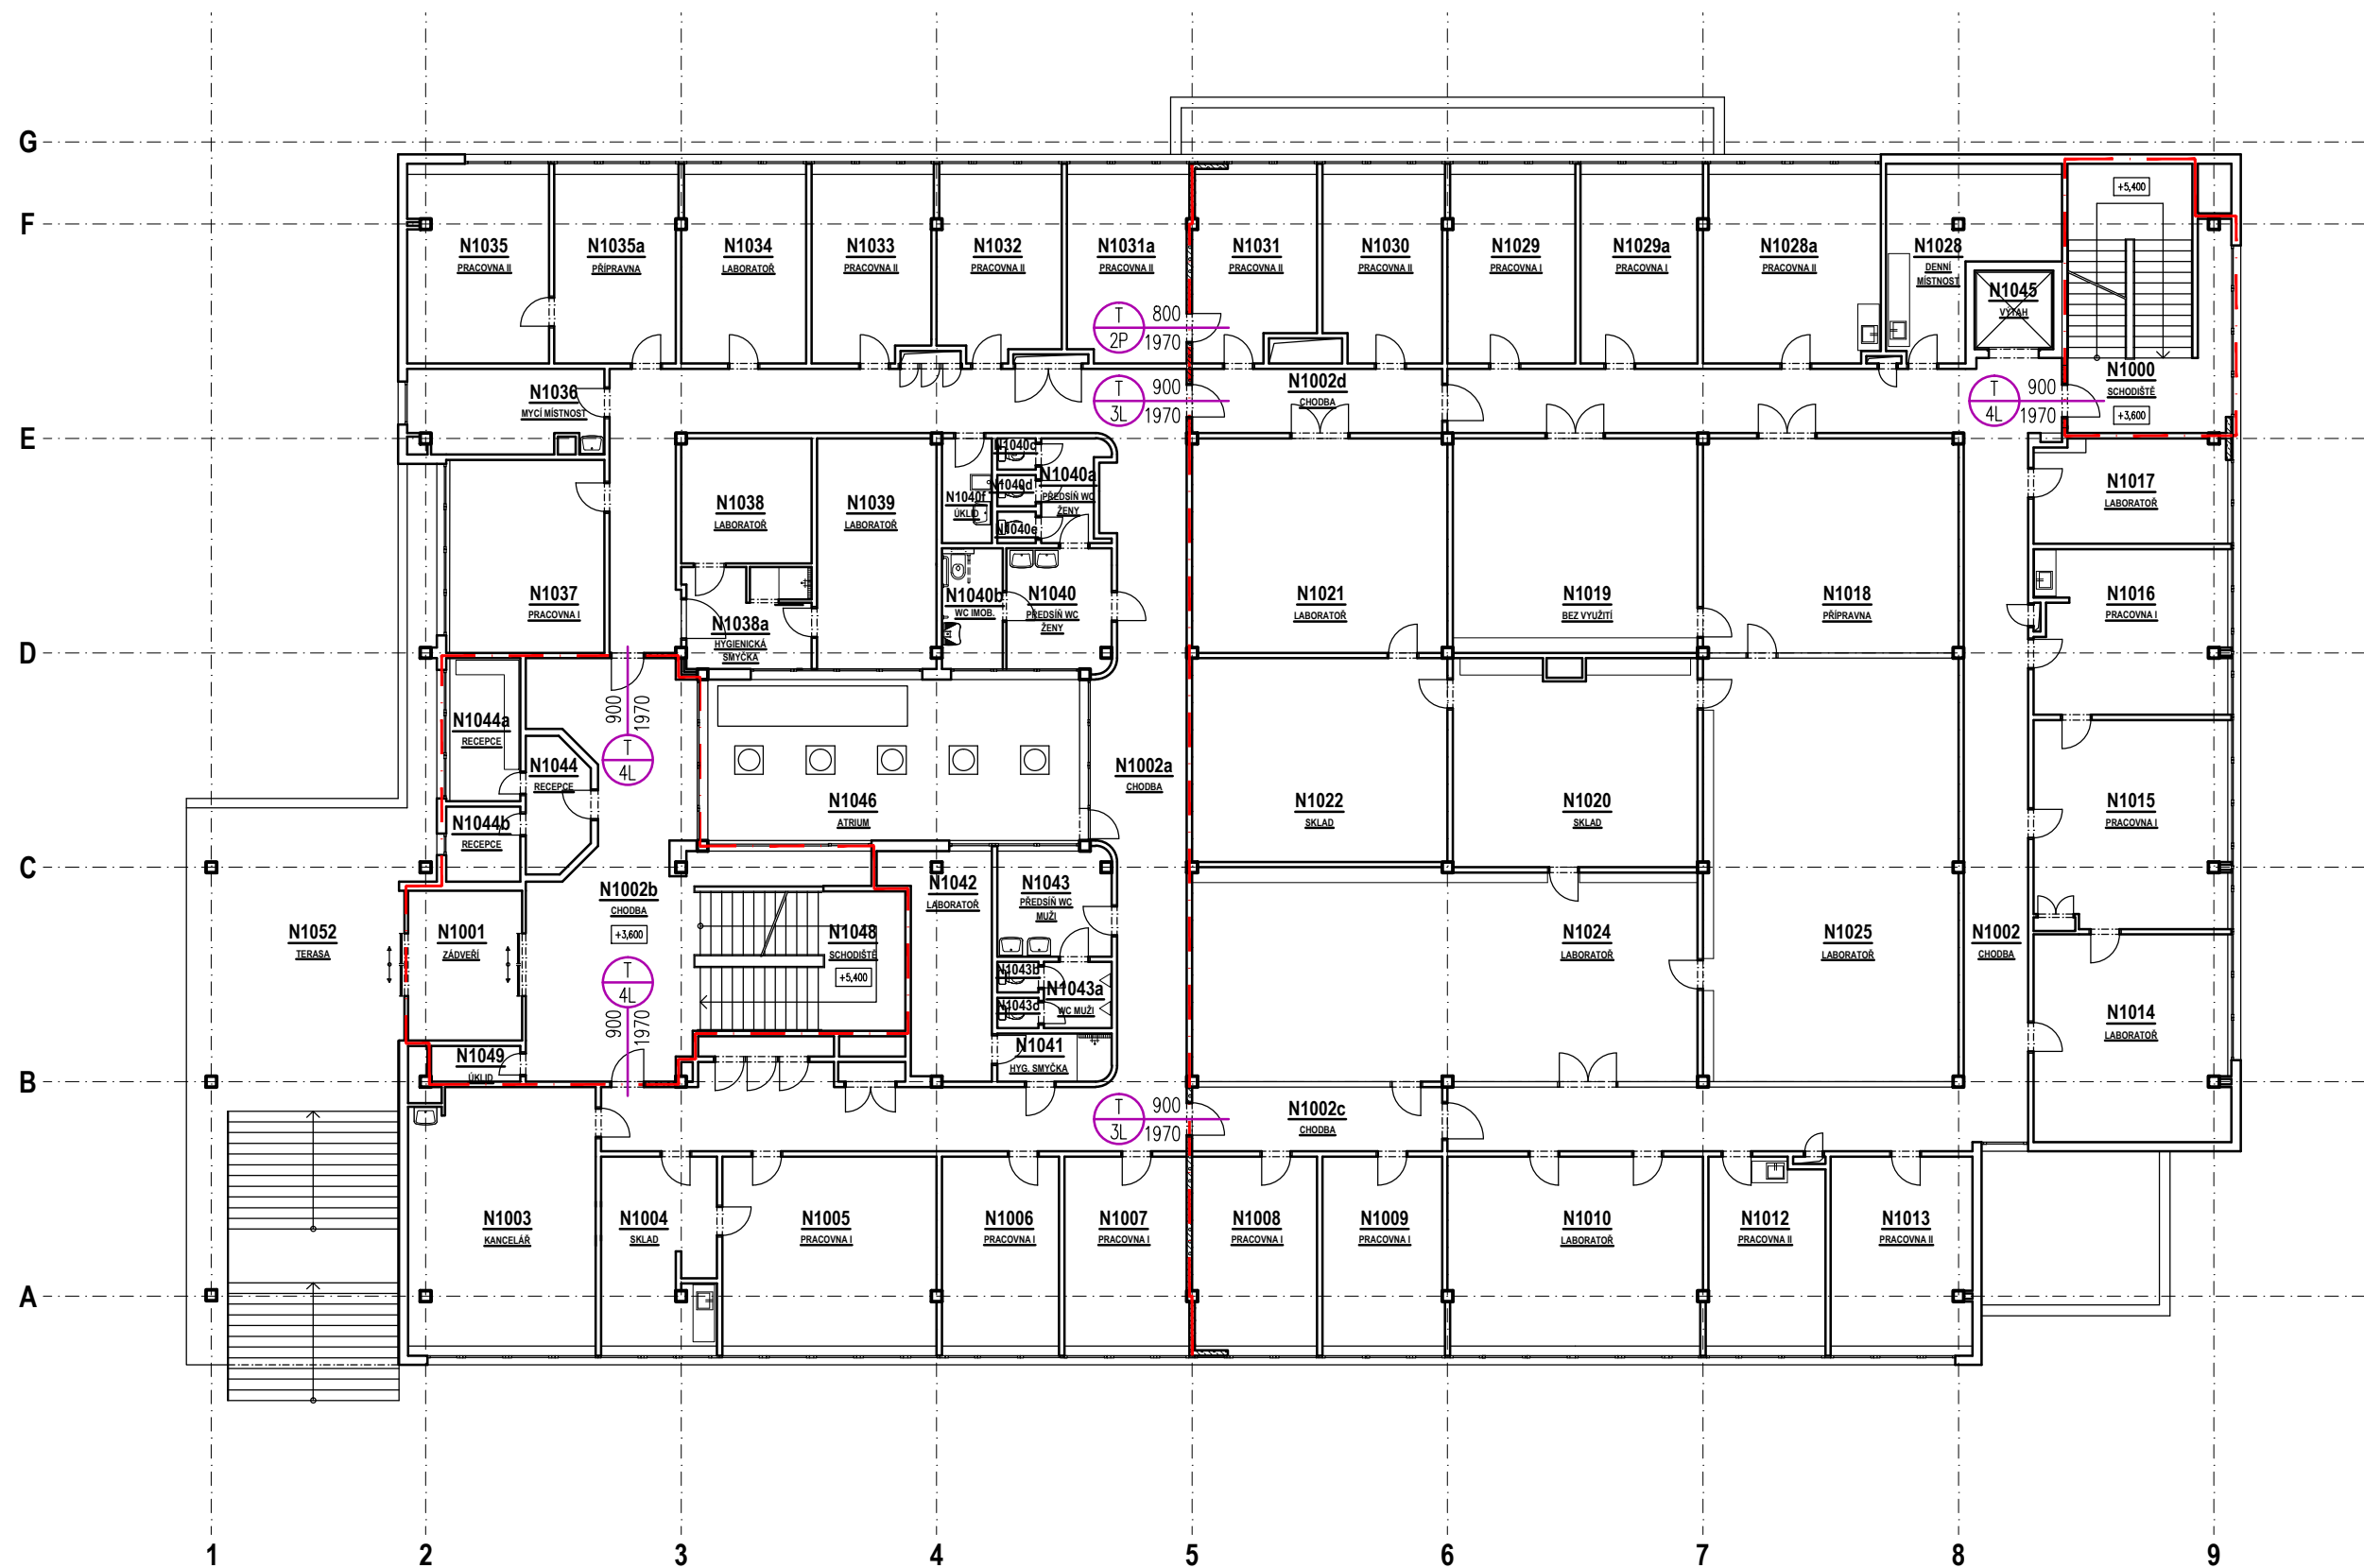 G
F
E
D
C
B
A
N1035
PRACOVNA II
N1035a
PŘÍPRAVNA
N1034
LABORATOŘ
N1033
PRACOVNA II
N1032
PRACOVNA II
N1031a
PRACOVNA II
N1031
PRACOVNA II
N1030
PRACOVNA II
N1029
PRACOVNA I
N1029a
PRACOVNA I
N1028a
PRACOVNA II
N1028
DENNÍ
MÍSTNOST
N1045
VÝTAH
+5,400
N1000
SCHODIŠTĚ
+3,600
T
2P
800
1970
T
3L
900
1970
T
4L
900
1970
N1036
MYCÍ MÍSTNOST
N1002d
CHODBA
N1038
LABORATOŘ
N1039
LABORATOŘ
N1040c
N1040d
N1040e
N1040a
PŘEDSÍŇ WC
ŽENY
N1040f
ÚKLID
N1017
LABORATOŘ
N1037
PRACOVNA I
N1038a
HYGIENICKÁ
SMYČKA
N1040b
WC IMOB.
N1040
PŘEDSÍŇ WC
ŽENY
N1021
LABORATOŘ
N1019
BEZ VYUŽITÍ
N1018
PŘÍPRAVNA
N1016
PRACOVNA I
N1044a
RECEPCE
N1044
RECEPCE
N1044b
RECEPCE
900
1970
T
4L
N1046
ATRIUM
N1002a
CHODBA
N1022
SKLAD
N1020
SKLAD
N1015
PRACOVNA I
N1052
TERASA
N1001
ZÁDVEŘÍ
N1002b
CHODBA
+3,600
N1048
SCHODIŠTĚ
+5,400
N1042
LABORATOŘ
N1043
PŘEDSÍŇ WC
MUŽI
N1024
LABORATOŘ
N1025
LABORATOŘ
N1002
CHODBA
N1043b
N1043c
N1043a
WC MUŽI
N1014
LABORATOŘ
T
4L
900
1970
N1049
ÚKLID
N1041
HYG. SMYČKA
T
3L
900
1970
N1002c
CHODBA
N1003
KANCELÁŘ
N1004
SKLAD
N1005
PRACOVNA I
N1006
PRACOVNA I
N1007
PRACOVNA I
N1008
PRACOVNA I
N1009
PRACOVNA I
N1010
LABORATOŘ
N1012
PRACOVNA II
N1013
PRACOVNA II
1
2
3
4
5
6
7
8
9